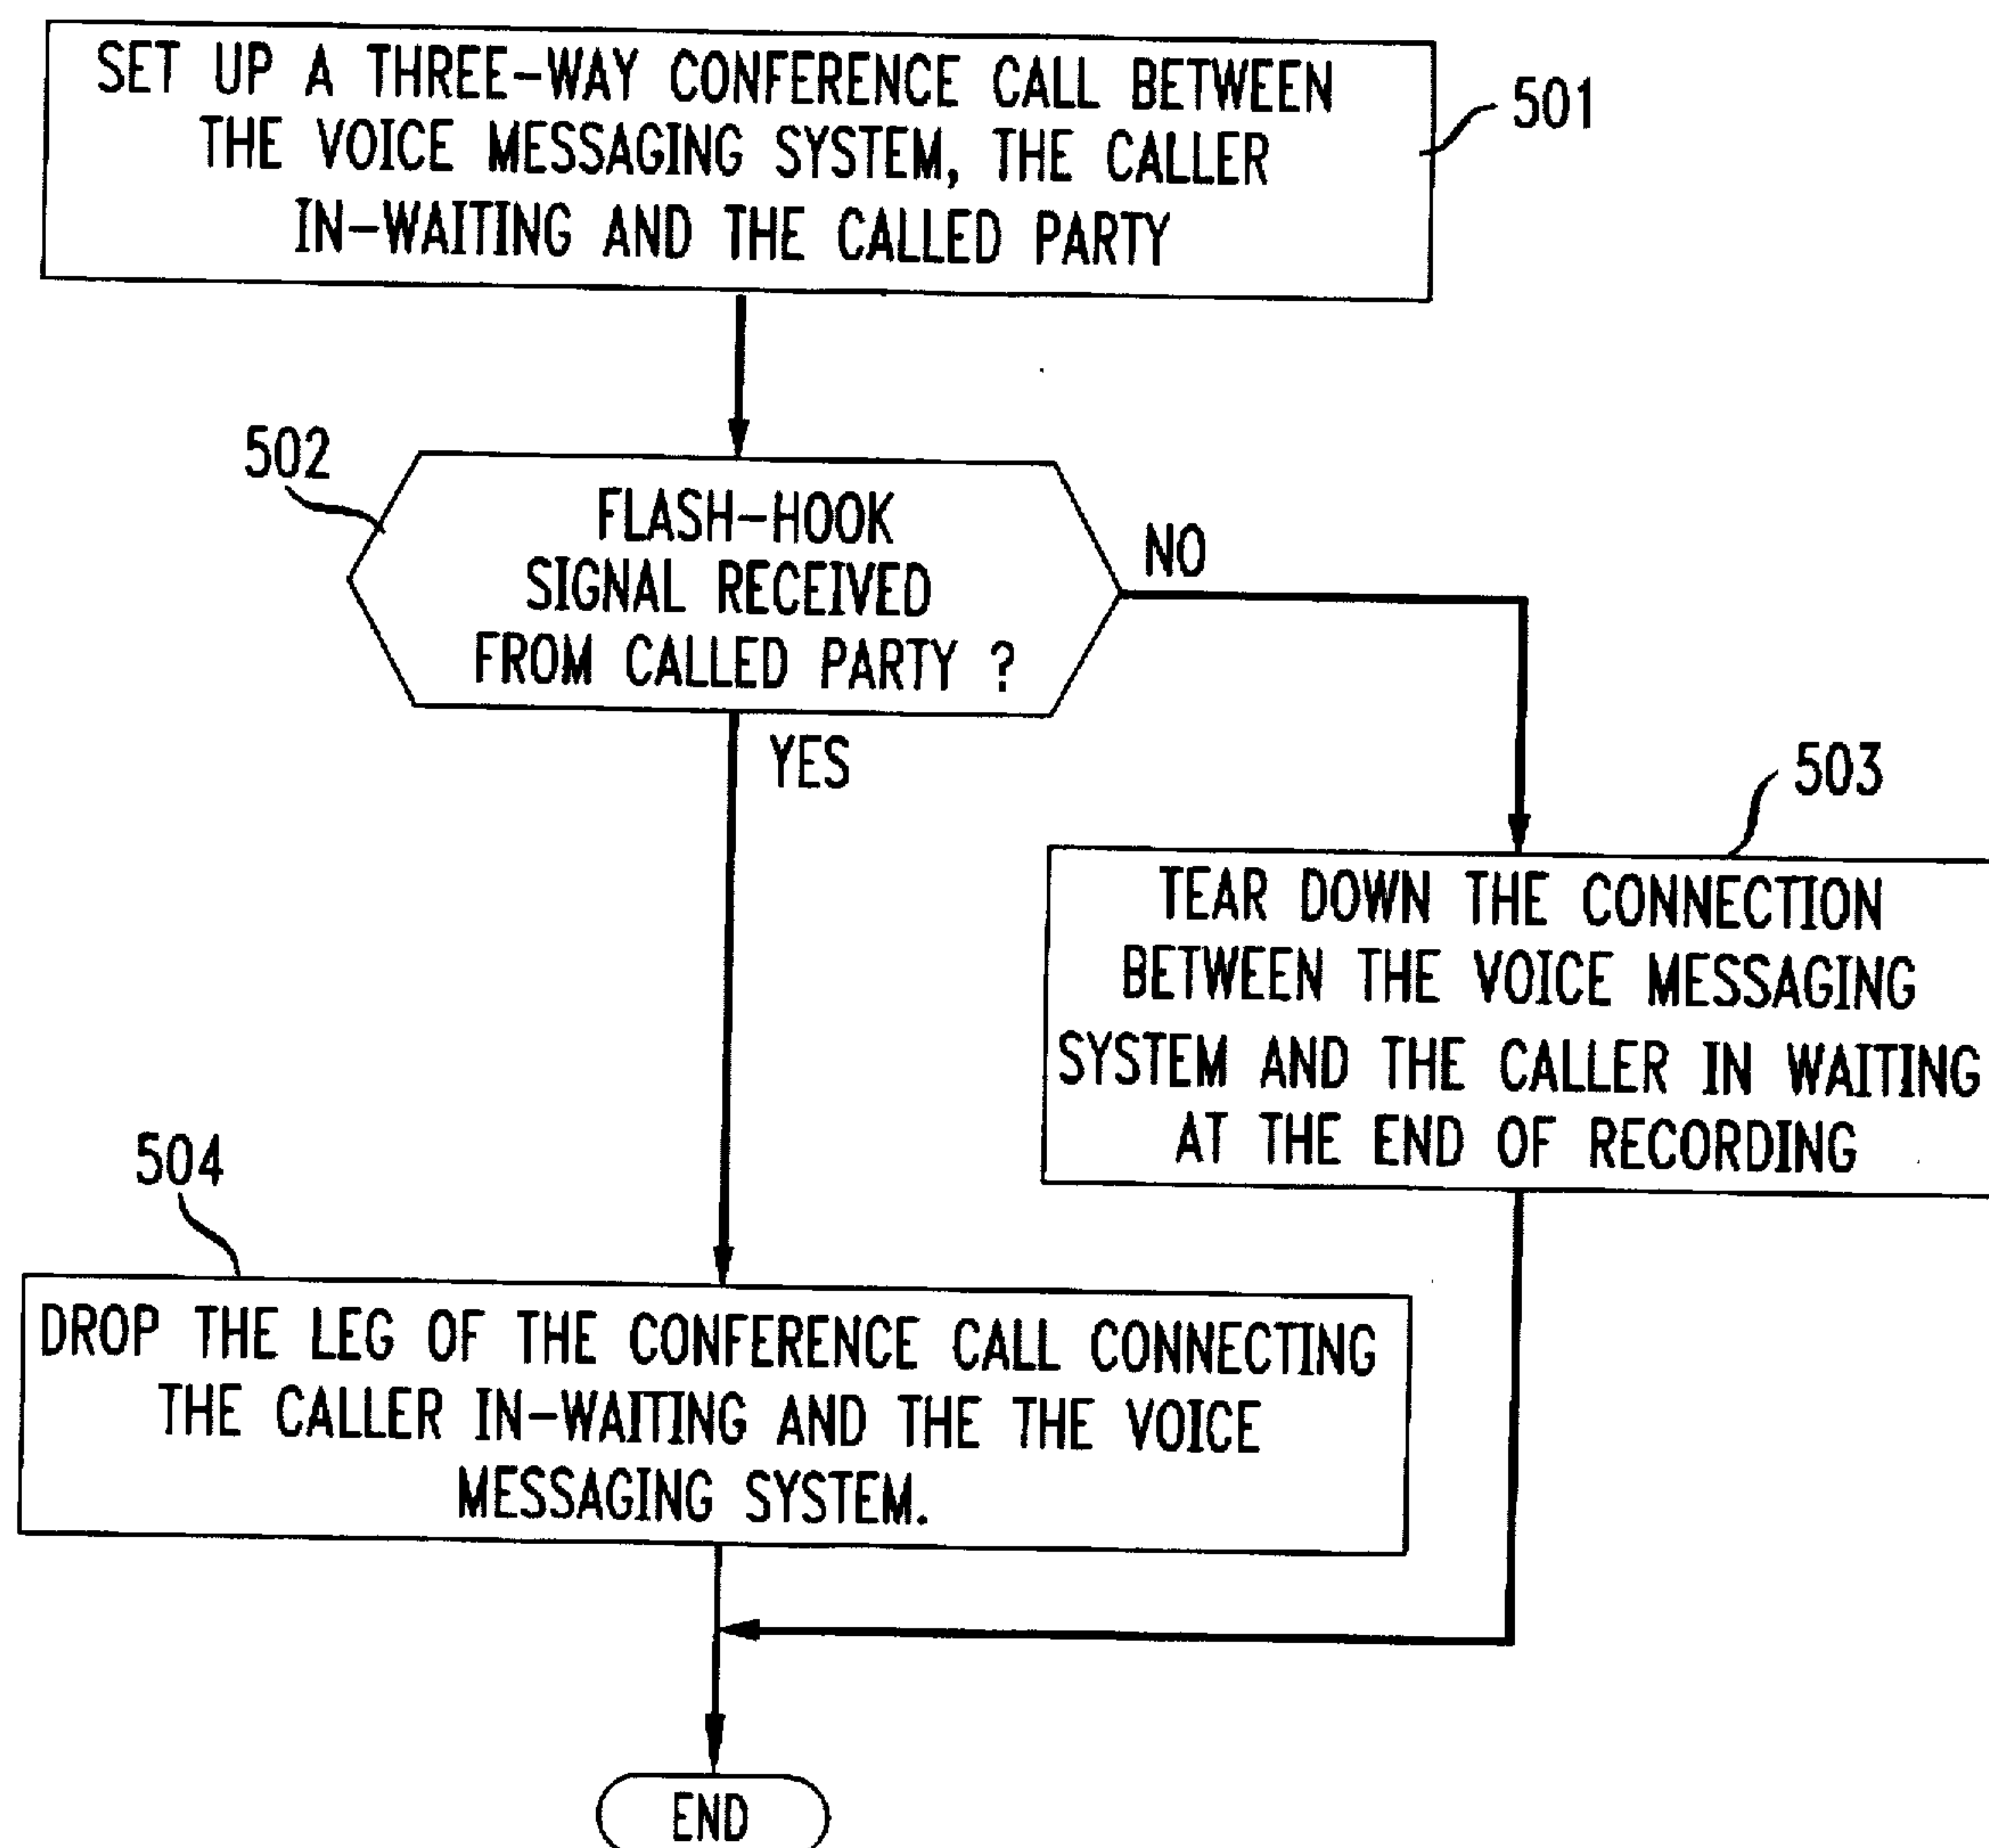 SET UP A THREE-WAY CONFERENCE CALL BETWEEN
THE VOICE MESSAGING SYSTEM, THE CALLER
IN-WAITING AND THE CALLED PARTY
501
502
FLASH-HOOK
SIGNAL RECEIVED
FROM CALLED PARTY ?
NO
YES
503
TEAR DOWN THE CONNECTION
BETWEEN THE VOICE MESSAGING
SYSTEM AND THE CALLER IN WAITING
AT THE END OF RECORDING
504
DROP THE LEG OF THE CONFERENCE CALL CONNECTING
THE CALLER IN-WAITING AND THE THE VOICE
MESSAGING SYSTEM.
END